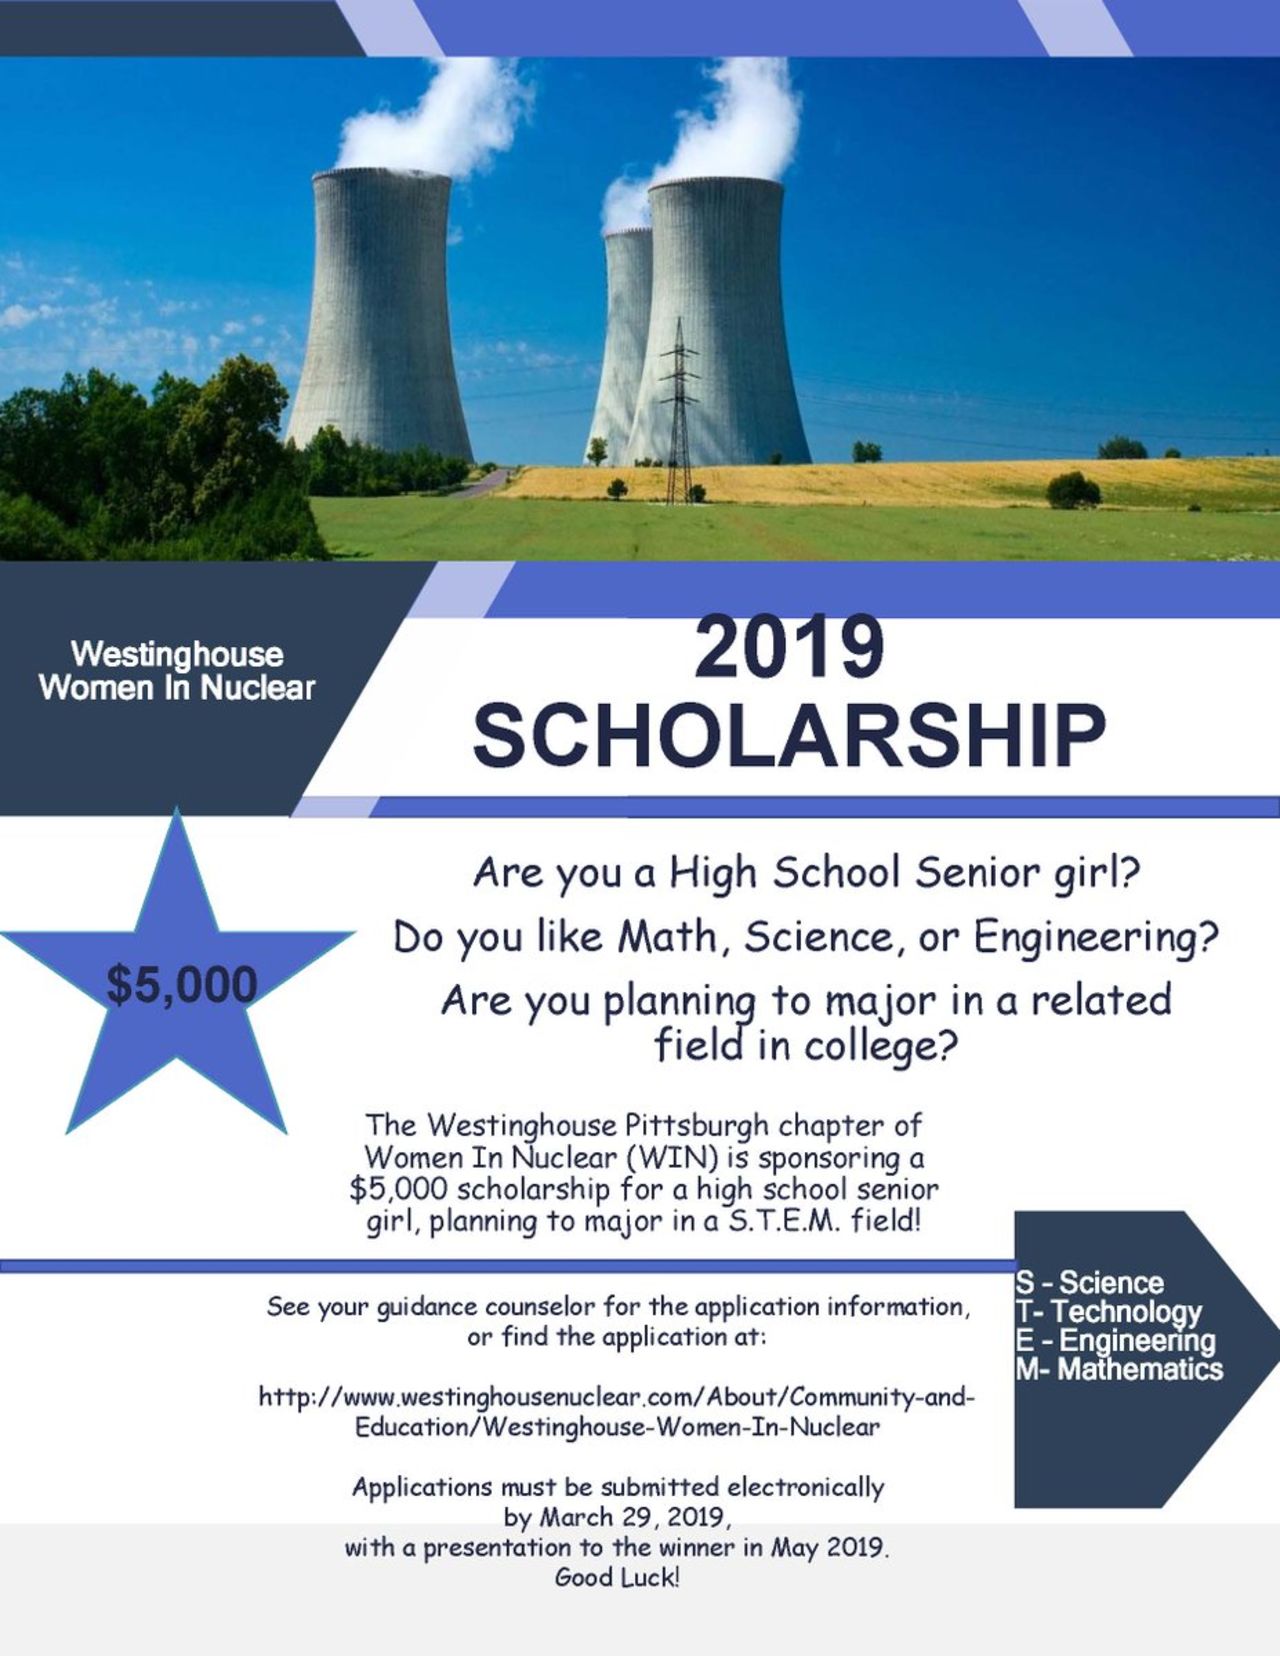 Westinghouse
Women In Nuclear
2019
SCHOLARSHIP
$5,000
Are you a High School Senior girl?
Do you like Math, Science, or Engineering?
Are you planning to major in a related
field in college?
The Westinghouse Pittsburgh chapter of
Women In Nuclear (WIN) is sponsoring a
$5,000 scholarship for a high school senior
girl, planning to major in a S.T.E.M. field!
S - Science
T- Technology
E - Engineering
M- Mathematics
See your guidance counselor for the application information,
or find the application at:
http://www.westinghousenuclear.com/About/Community-and-
Education/Westinghouse-Women-In-Nuclear
Applications must be submitted electronically
by March 29, 2019,
with a presentation to the winner in May 2019.
Good Luck!